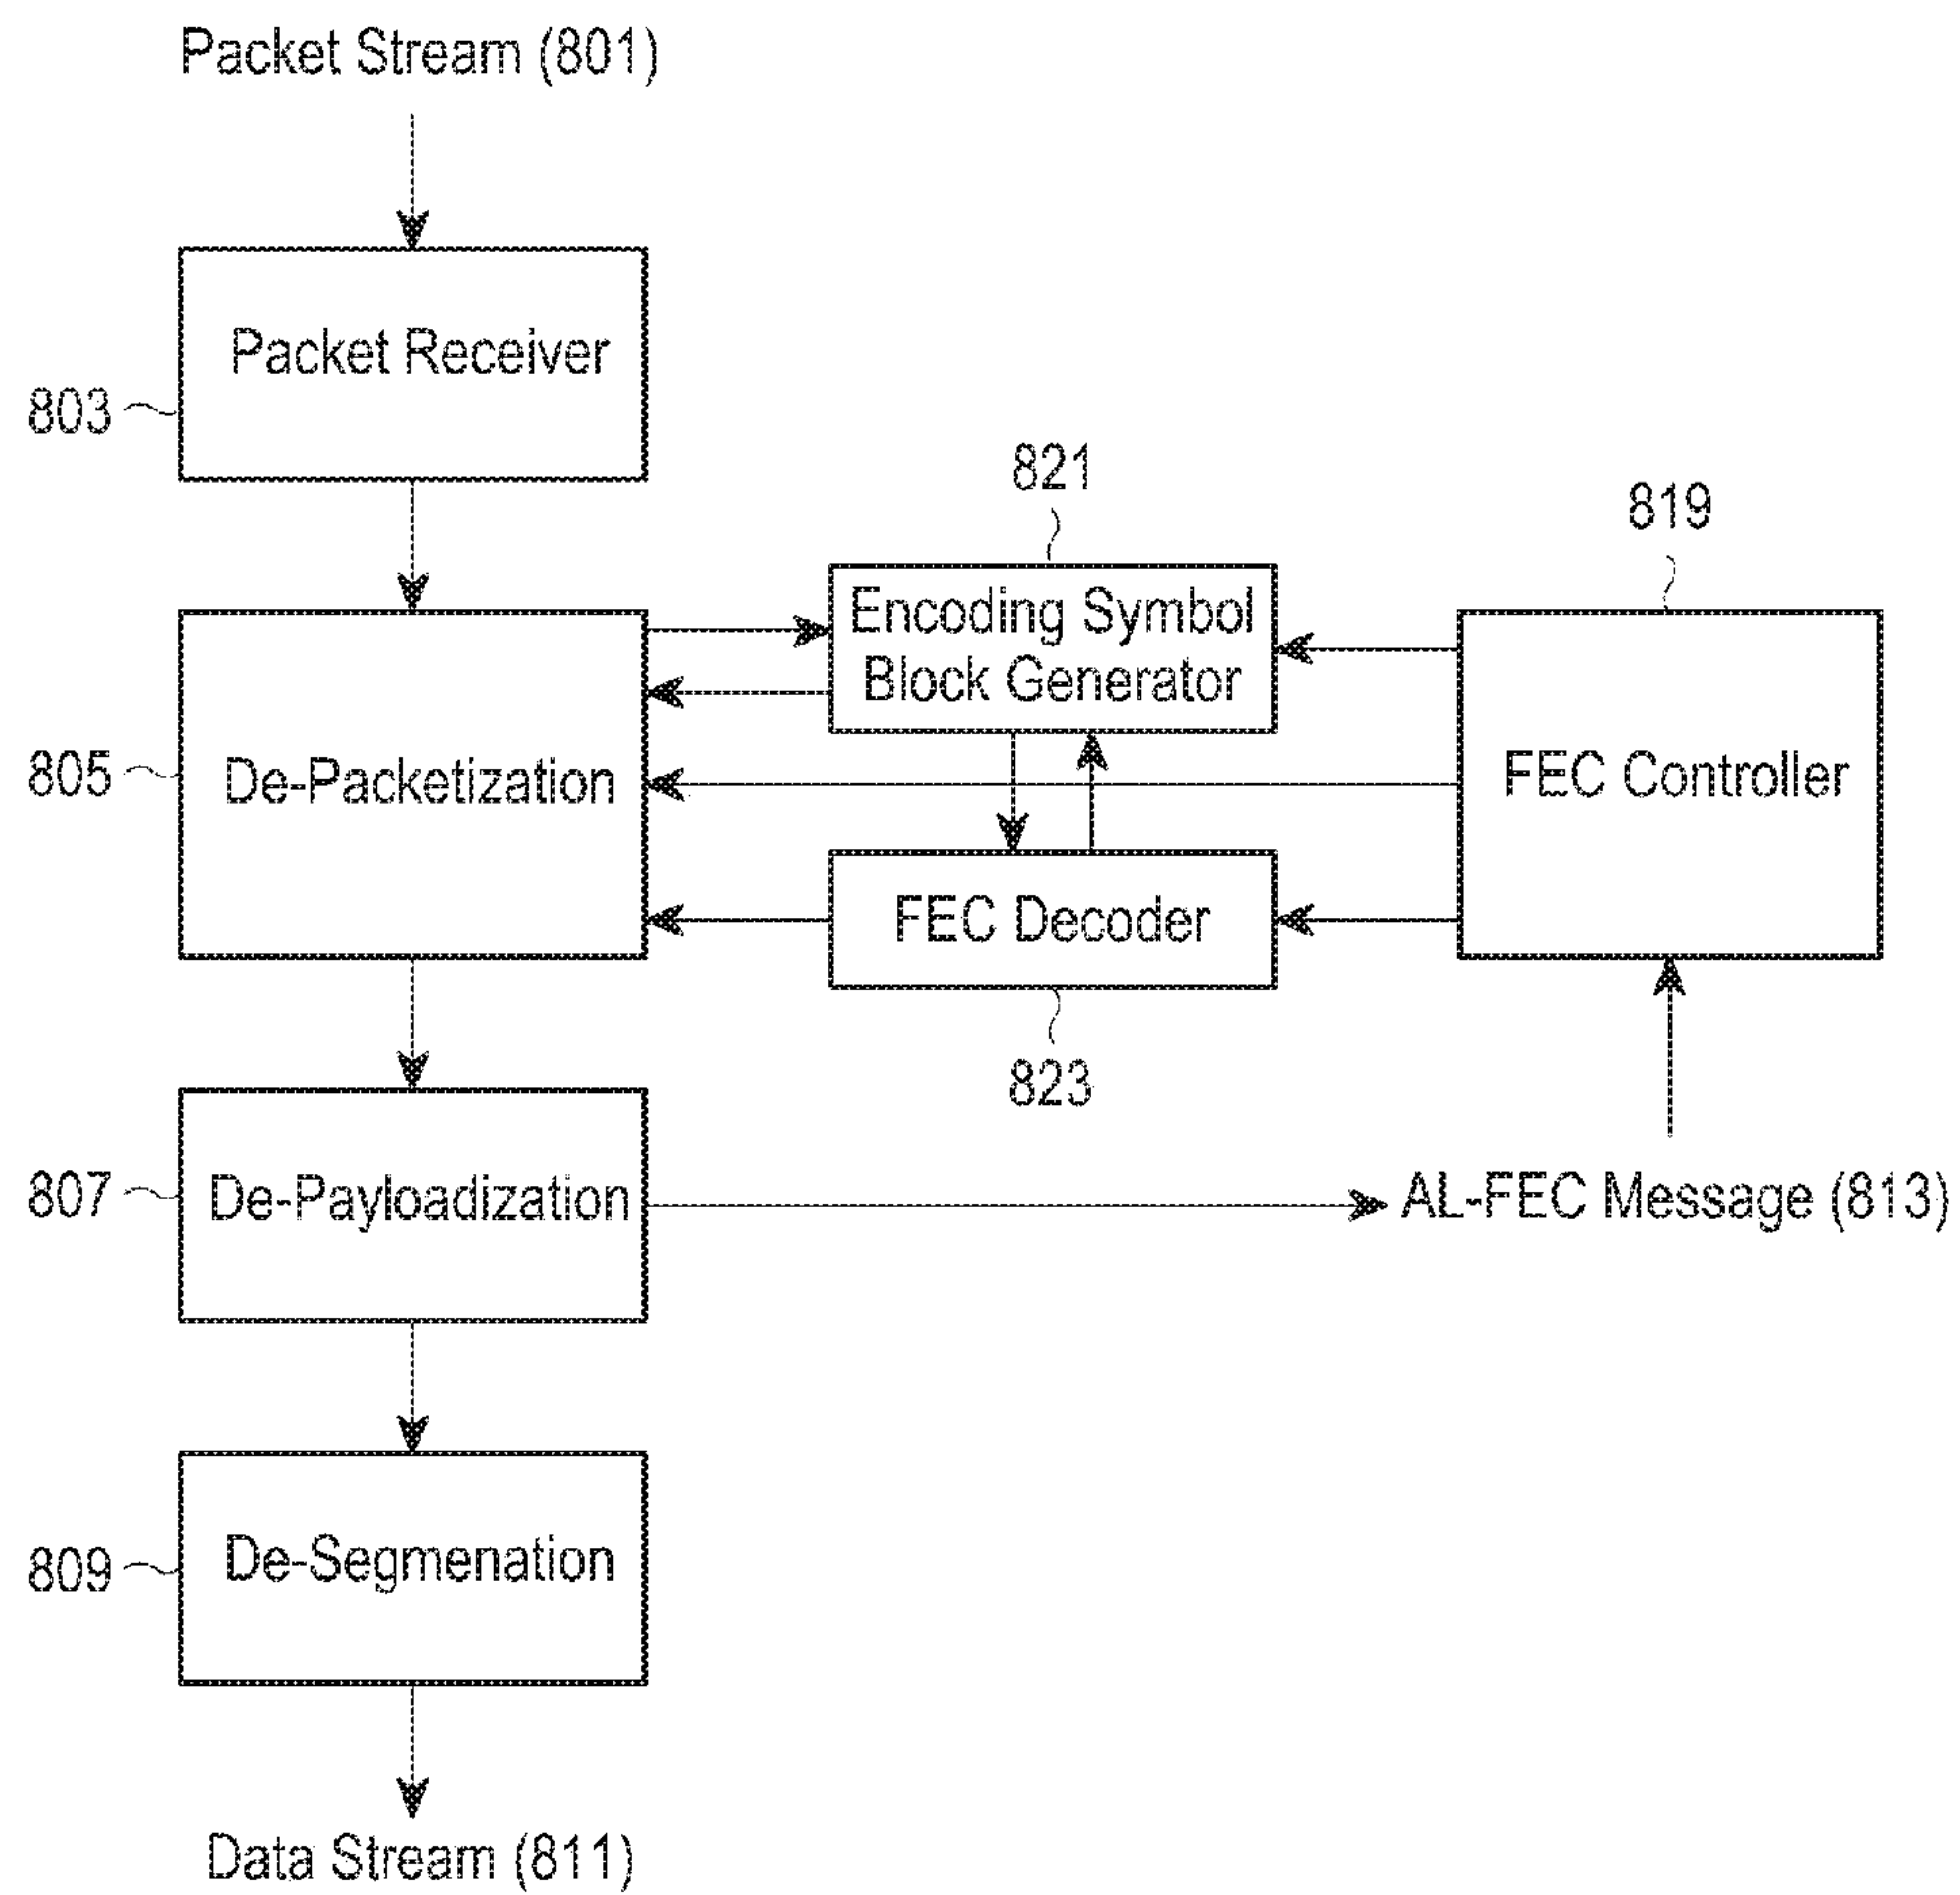 Packet Stream (801)
Packet Receiver
803
821
819
Encoding Symbol
Block Generator
805
De-Packetization
FEC Controller
FEC Decoder
823
807
De-Payloadization
AL-FEC Message (813)
809
De-Segmenation
Data Stream (811)